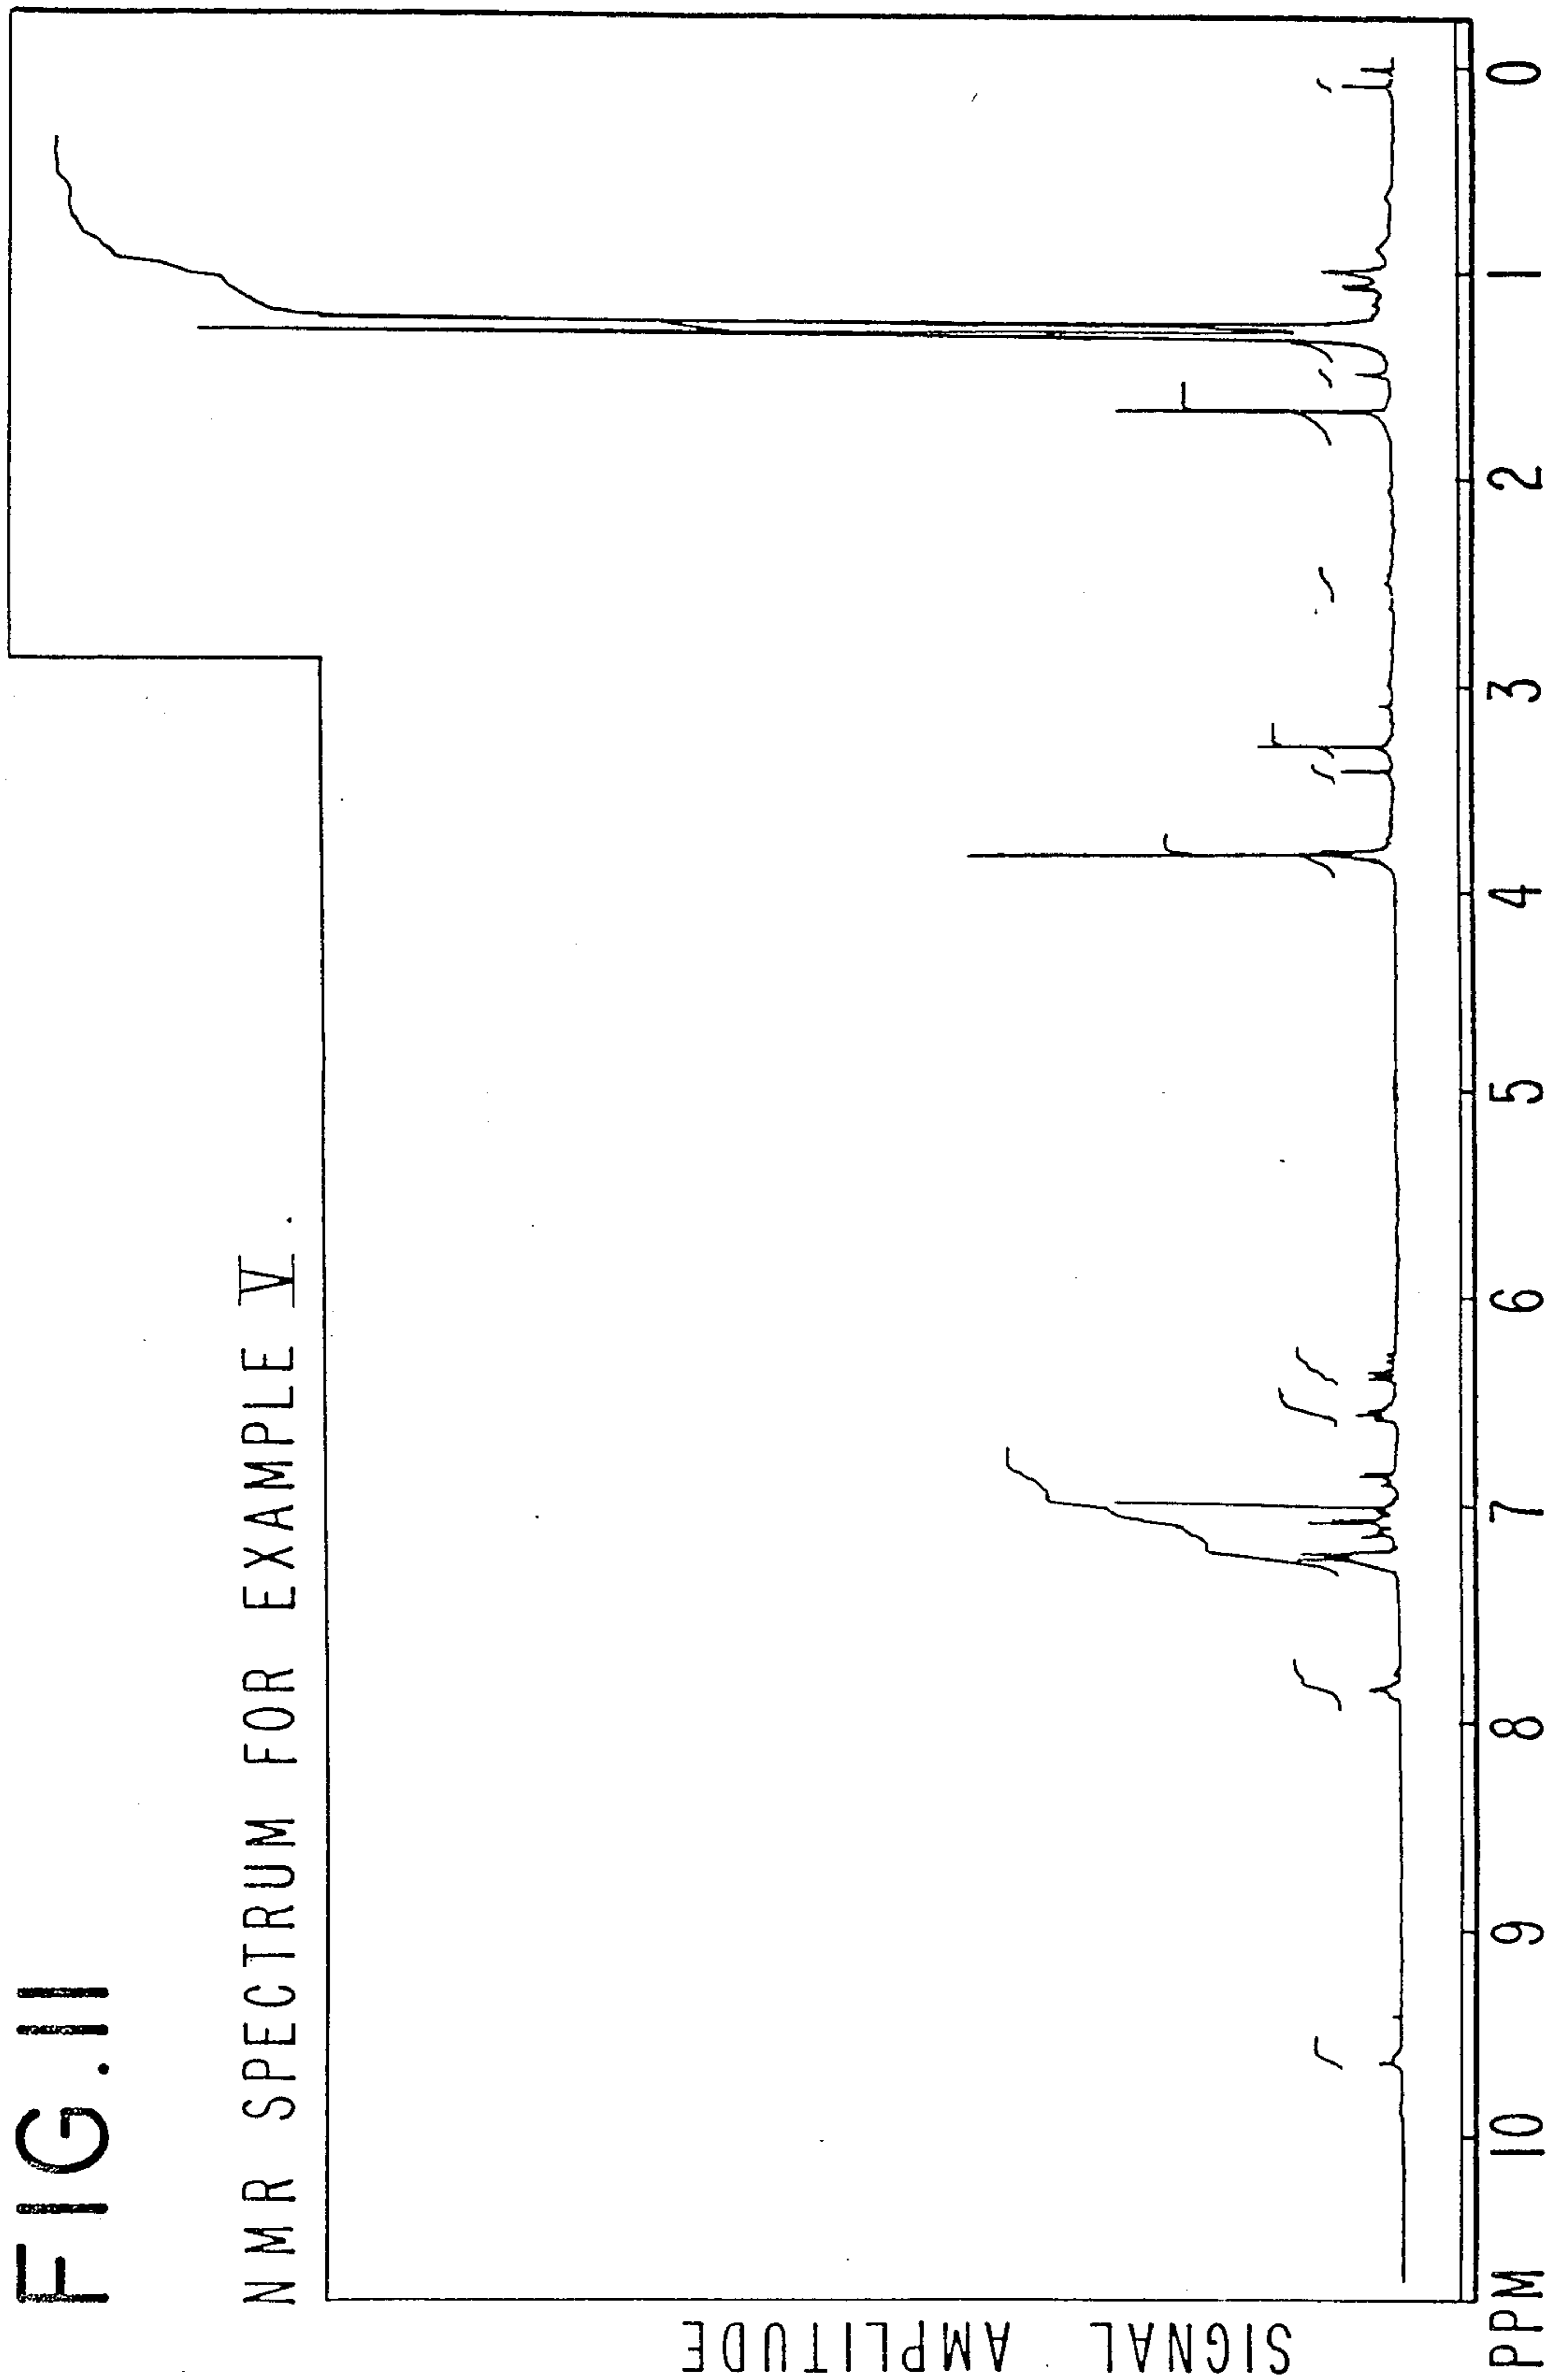 FIG.11
NMR SPECTRUM FOR EXAMPLE V.
SIGNAL AMPLITUDE
PPM 10 9 8 7 6 5 4 3 2 1 0